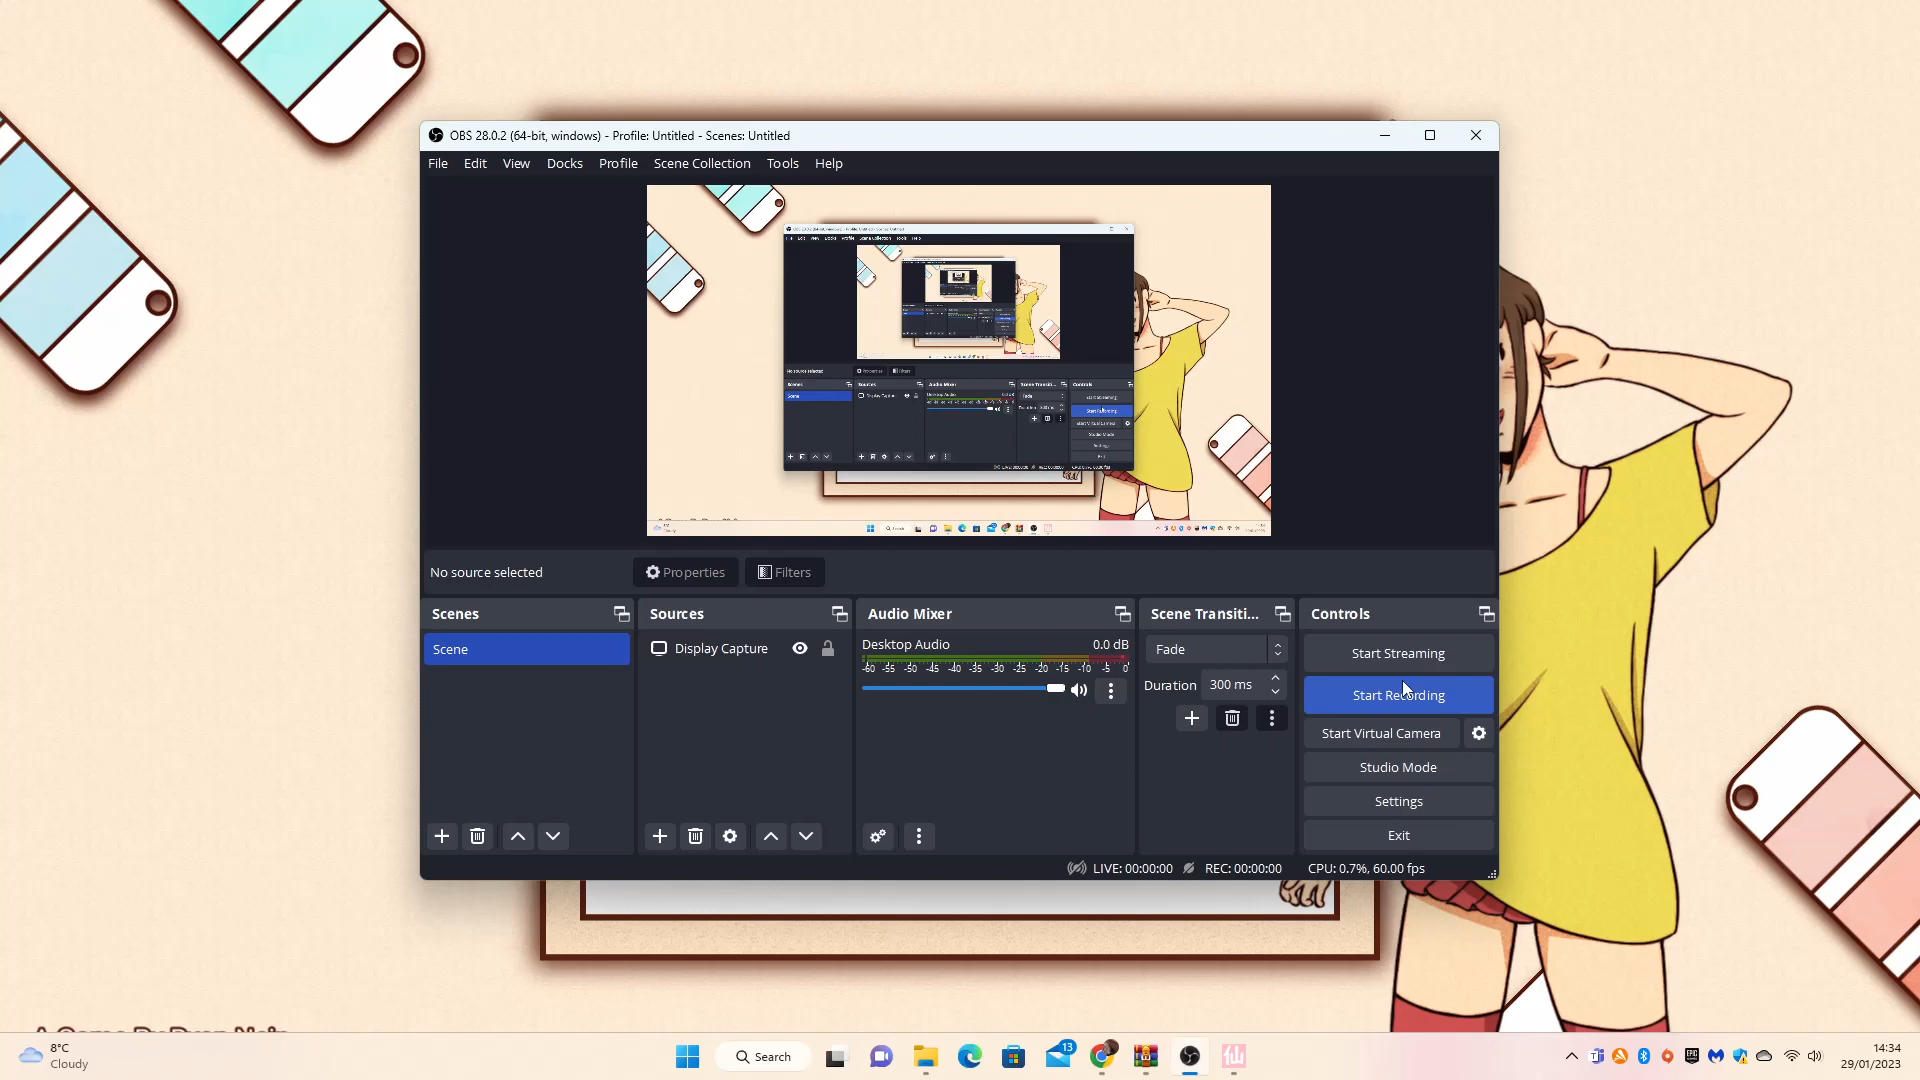 OBS 28.0.2 (64-bit, windows) - Profile: Untitled - Scenes: Untitled
File Edit View Docks Profile Scene Collection Tools Help
No source selected
Properties
Filters
Scenes
Scene
Sources
Display Capture
Audio Mixer
Desktop Audio 0.0 dB
-60 -55 -50 -45 -40 -35 -30 -25 -20 -15 -10 -5 0
Scene Transiti...
Fade
Duration 300 ms
Controls
Start Streaming
Start Recording
Start Virtual Camera
Studio Mode
Settings
Exit
LIVE: 00:00:00 REC: 00:00:00 CPU: 0.7%, 60.00 fps
8°C
Cloudy
Search
13
仙
14:34
29/01/2023